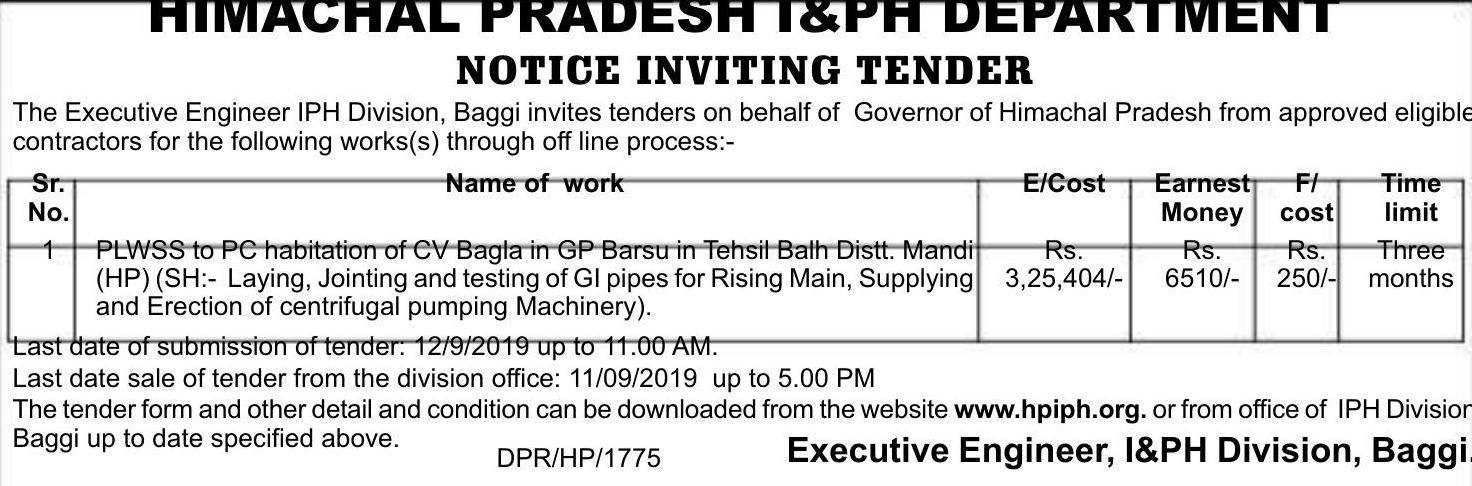 HIMACHAL PRADESH I&PH DEPARTMENT
NOTICE INVITING TENDER
The Executive Engineer IPH Division, Baggi invites tenders on behalf of Governor of Himachal Pradesh from approved eligible
contractors for the following works(s) through off line process:-
Sr. No. Name of work E/Cost Earnest Money F/ cost Time limit
1 PLWSS to PC habitation of CV Bagla in GP Barsu in Tehsil Balh Distt. Mandi Rs. Rs. Rs. Three
(HP) (SH:- Laying, Jointing and testing of GI pipes for Rising Main, Supplying 3,25,404/- 6510/- 250/- months
and Erection of centrifugal pumping Machinery).
Last date of submission of tender: 12/9/2019 up to 11.00 AM.
Last date sale of tender from the division office: 11/09/2019 up to 5.00 PM
The tender form and other detail and condition can be downloaded from the website www.hpiph.org. or from office of IPH Division
Baggi up to date specified above.
DPR/HP/1775 Executive Engineer, I&PH Division, Baggi.